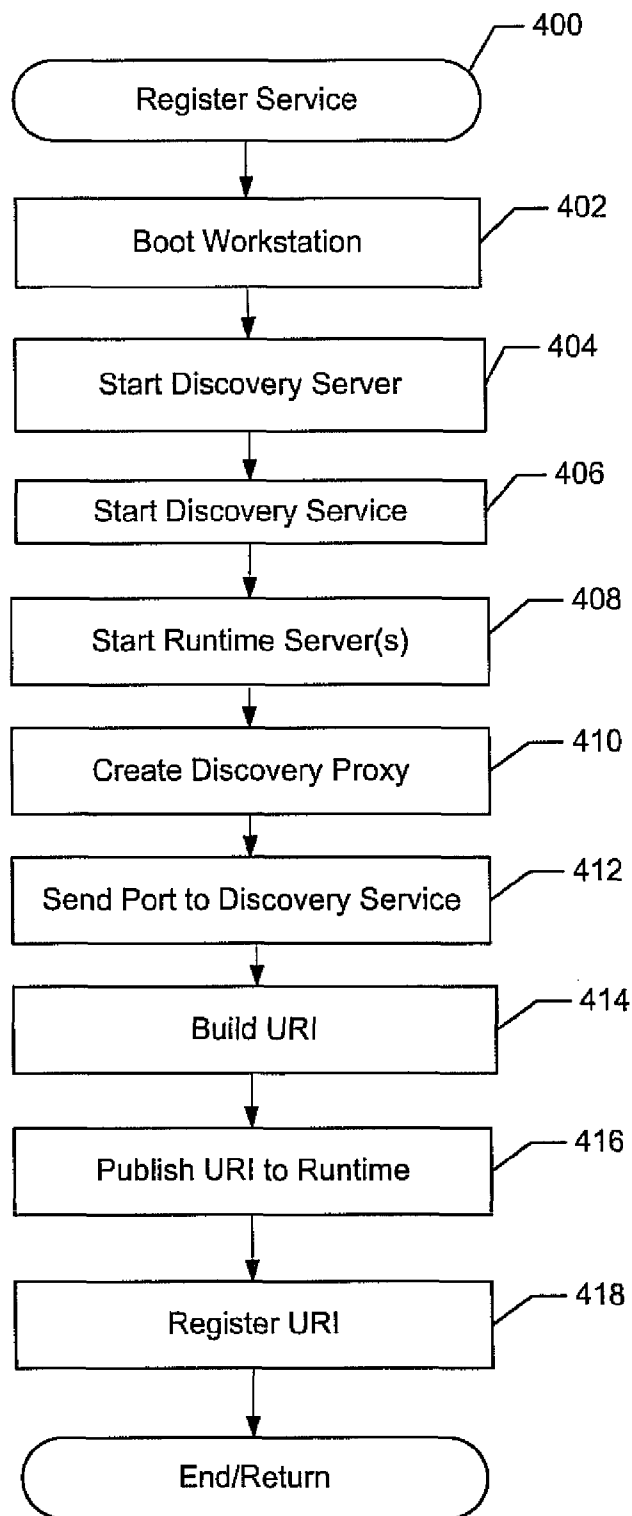 400
Register Service
402
Boot Workstation
404
Start Discovery Server
406
Start Discovery Service
408
Start Runtime Server(s)
410
Create Discovery Proxy
412
Send Port to Discovery Service
414
Build URI
416
Publish URI to Runtime
418
Register URI
End/Return